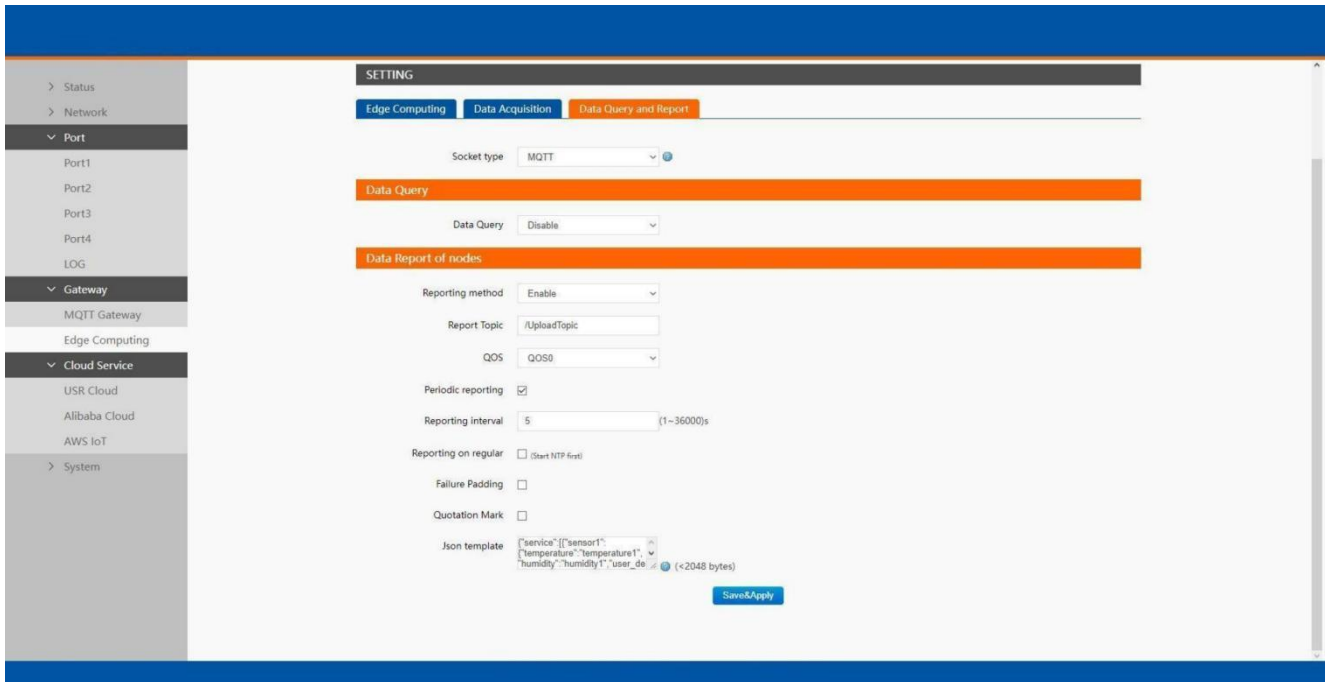 Status
Network
Port
Port1
Port2
Port3
Port4
LOG
Gateway
MQTT Gateway
Edge Computing
Cloud Service
USR Cloud
Alibaba Cloud
AWS IoT
System
SETTING
Edge Computing Data Acquisition Data Query and Report
Socket type MQTT
Data Query
Data Query Disable
Data Report of nodes
Reporting method Enable
Report Topic /UploadTopic
QOS QOS0
Periodic reporting
Reporting interval 5 (1~36000)s
Reporting on regular (Start NTP first)
Failure Padding
Quotation Mark
Json template {"service":[{"sensor1":
{"temperature":"temperature1",
"humidity":"humidity1","user_de (<2048 bytes)
Save&Apply